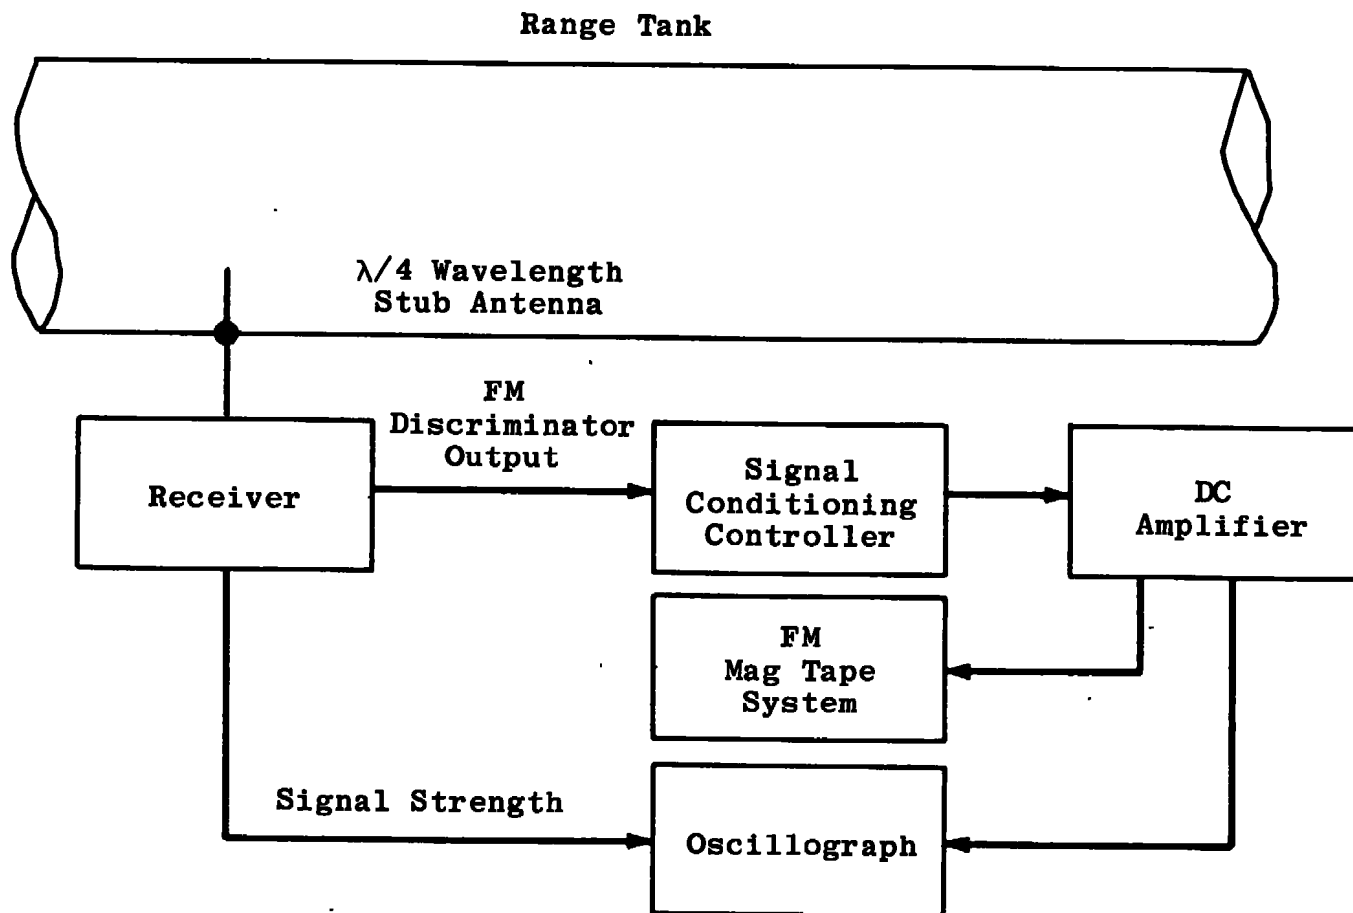 Range Tank
λ/4 Wavelength
Stub Antenna
FM
Discriminator
Output
Receiver
Signal
Conditioning
Controller
DC
Amplifier
FM
Mag Tape
System
Signal Strength
Oscillograph